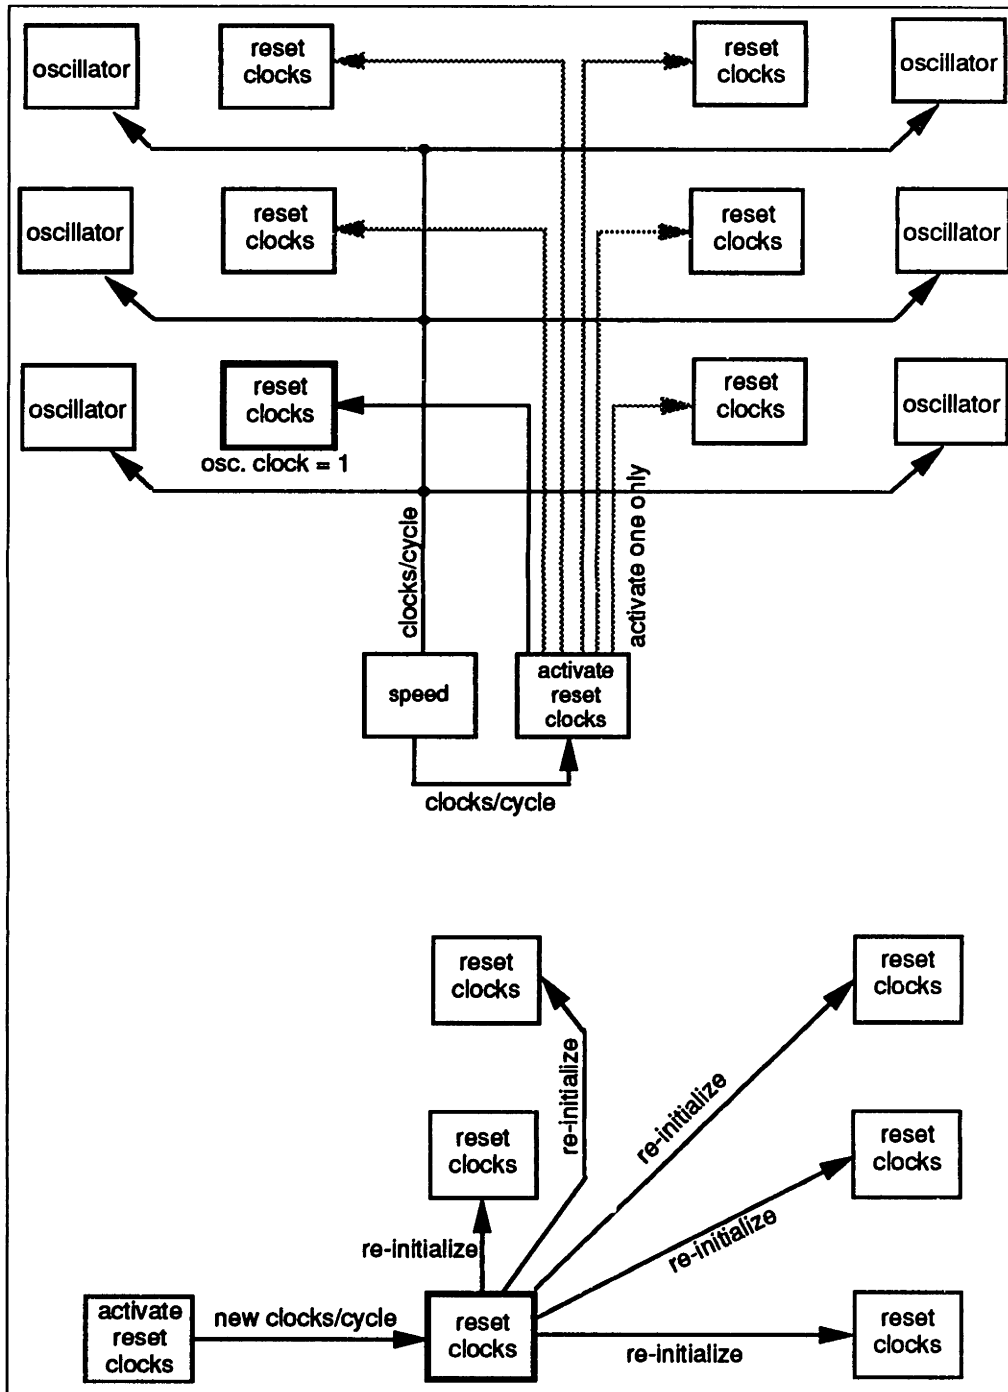 oscillator
reset
clocks
reset
clocks
oscillator
oscillator
reset
clocks
reset
clocks
oscillator
oscillator
reset
clocks
osc. clock = 1
reset
clocks
oscillator
clocks/cycle
activate one only
speed
activate
reset
clocks
clocks/cycle
reset
clocks
reset
clocks
re-initialize
re-initialize
reset
clocks
reset
clocks
re-initialize
re-initialize
activate
reset
clocks
new clocks/cycle
reset
clocks
re-initialize
reset
clocks